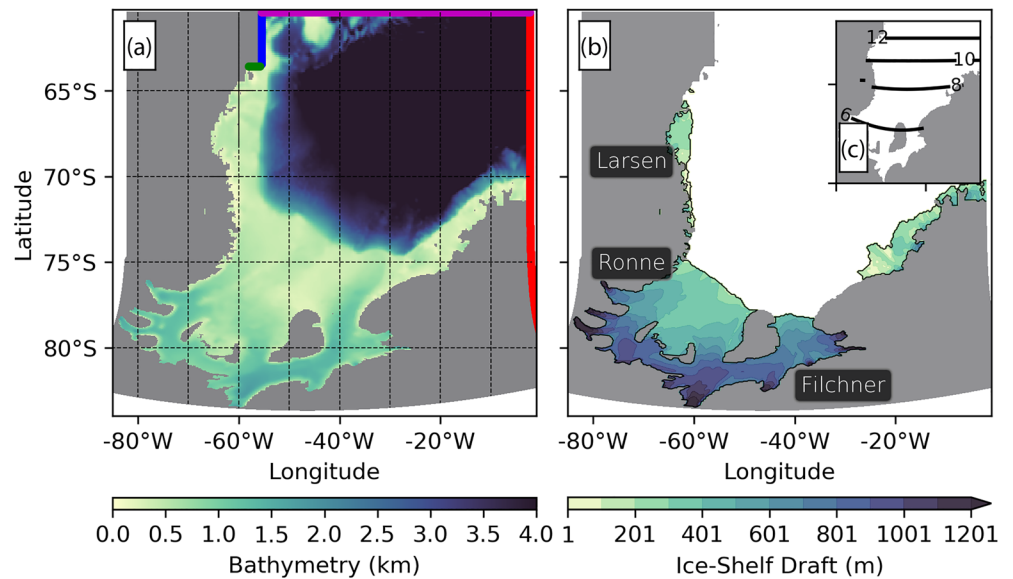 (a)
65°S
70°S
75°S
80°S
Latitude
-80°W -60°W -40°W -20°W
Longitude
0.0 0.5 1.0 1.5 2.0 2.5 3.0 3.5 4.0
Bathymetry (km)
(b)
12
10
8
6
(c)
Larsen
Ronne
Filchner
-80°W -60°W -40°W -20°W
Longitude
1 201 401 601 801 1001 1201
Ice-Shelf Draft (m)